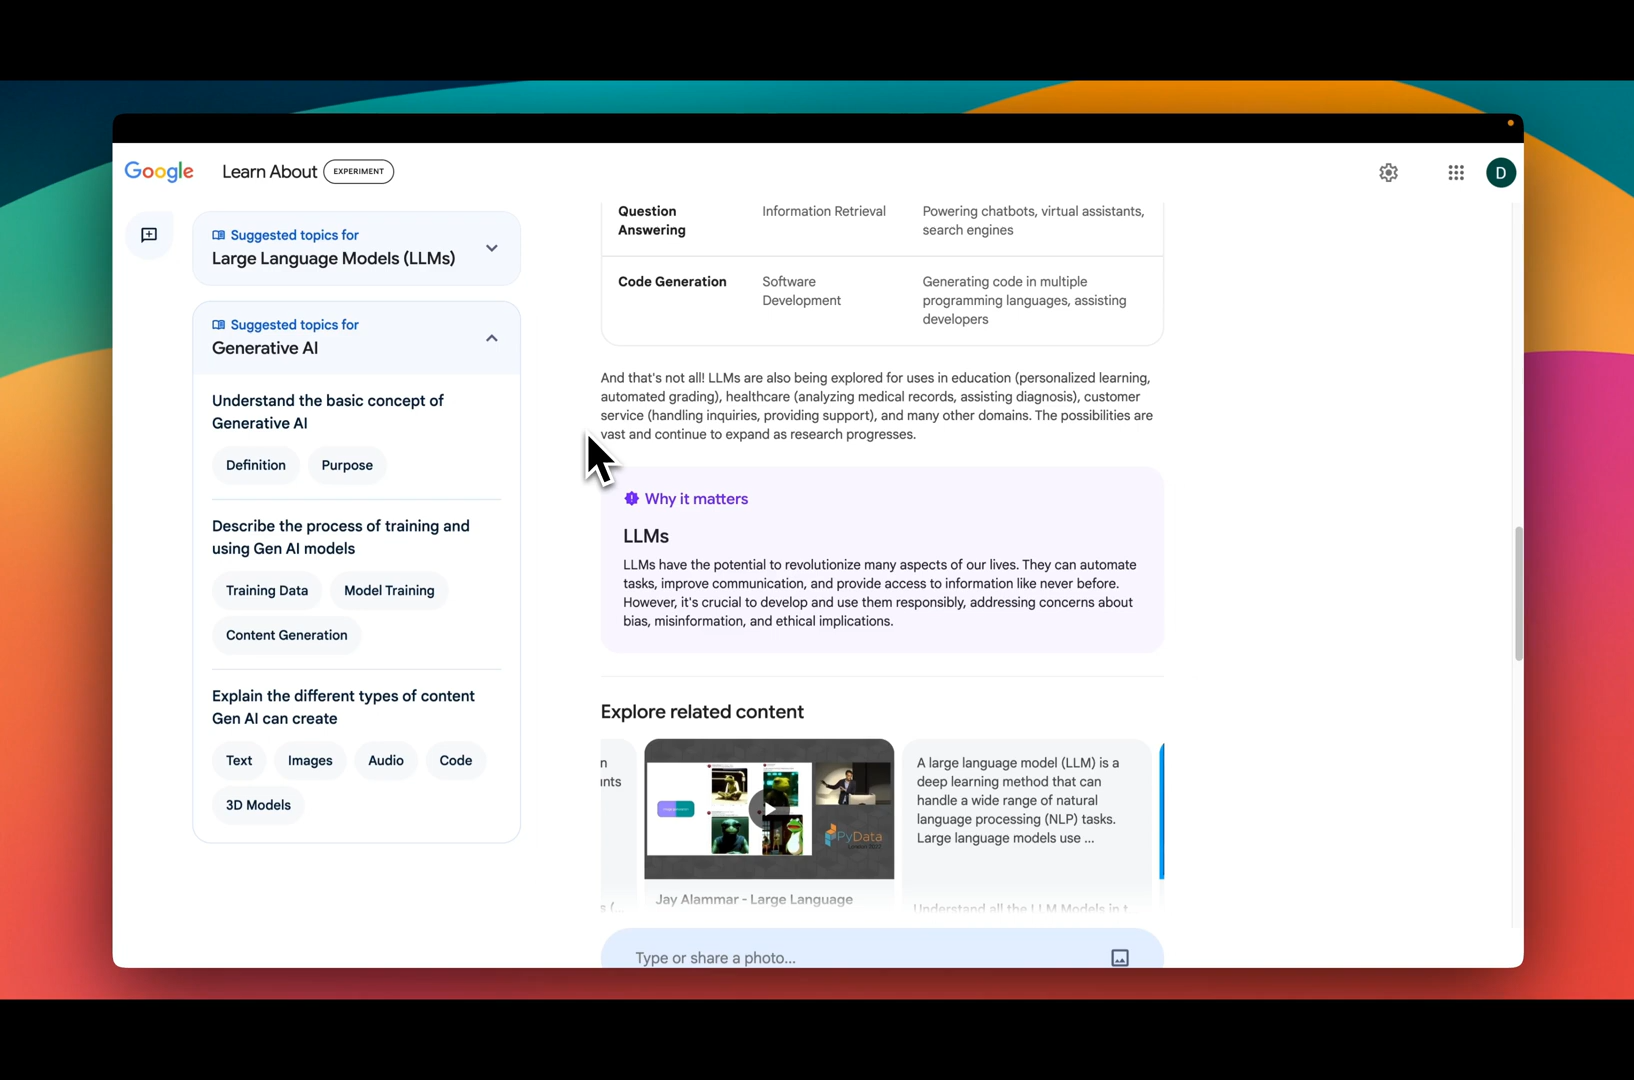 Google
Learn About
EXPERIMENT
D
Suggested topics for
Large Language Models (LLMs)
Suggested topics for
Generative AI
Understand the basic concept of
Generative AI
Definition
Purpose
Describe the process of training and
using Gen AI models
Training Data
Model Training
Content Generation
Explain the different types of content
Gen AI can create
Text
Images
Audio
Code
3D Models
Question
Answering
Information Retrieval
Powering chatbots, virtual assistants,
search engines
Code Generation
Software
Development
Generating code in multiple
programming languages, assisting
developers
And that's not all! LLMs are also being explored for uses in education (personalized learning,
automated grading), healthcare (analyzing medical records, assisting diagnosis), customer
service (handling inquiries, providing support), and many other domains. The possibilities are
vast and continue to expand as research progresses.
Why it matters
LLMs
LLMs have the potential to revolutionize many aspects of our lives. They can automate
tasks, improve communication, and provide access to information like never before.
However, it's crucial to develop and use them responsibly, addressing concerns about
bias, misinformation, and ethical implications.
Explore related content
PyData
Jay Alammar - Large Language
A large language model (LLM) is a
deep learning method that can
handle a wide range of natural
language processing (NLP) tasks.
Large language models use ...
Understand all the LLM Models in t...
Type or share a photo...